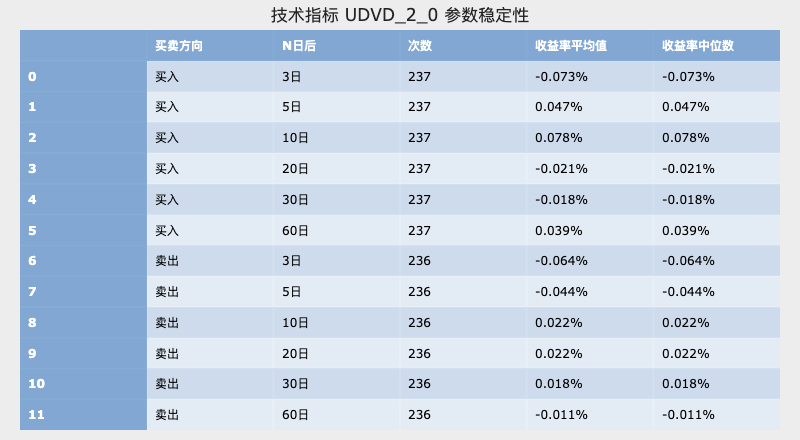 技术指标 UDVD_2_0 参数稳定性
买卖方向 N日后 次数 收益率平均值 收益率中位数
0 买入 3日 237 -0.073% -0.073%
1 买入 5日 237 0.047% 0.047%
2 买入 10日 237 0.078% 0.078%
3 买入 20日 237 -0.021% -0.021%
4 买入 30日 237 -0.018% -0.018%
5 买入 60日 237 0.039% 0.039%
6 卖出 3日 236 -0.064% -0.064%
7 卖出 5日 236 -0.044% -0.044%
8 卖出 10日 236 0.022% 0.022%
9 卖出 20日 236 0.022% 0.022%
10 卖出 30日 236 0.018% 0.018%
11 卖出 60日 236 -0.011% -0.011%